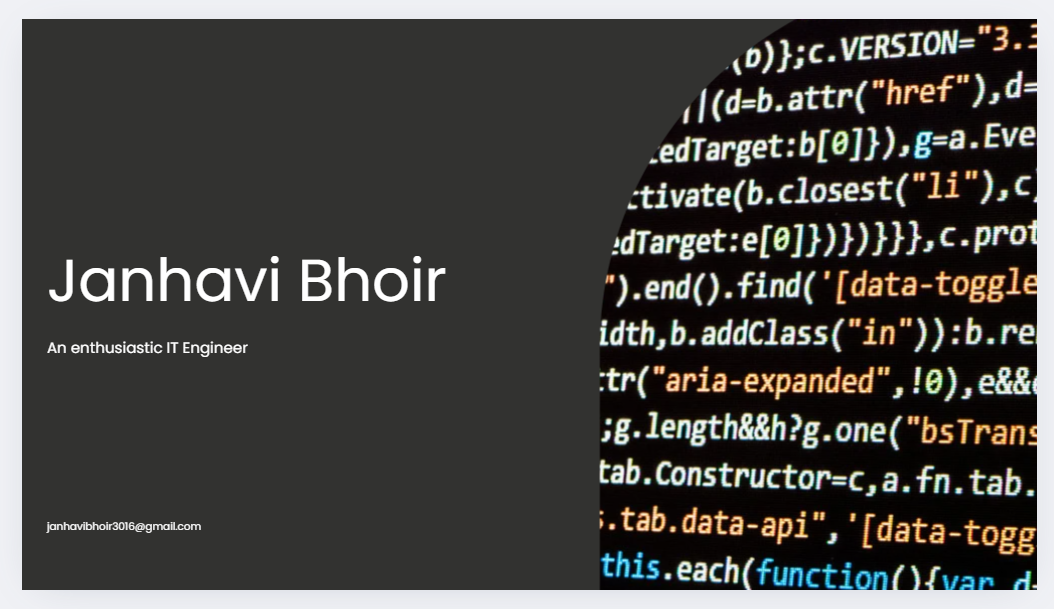 Janhavi Bhoir
An enthusiastic IT Engineer
janhavibhoir3016@gmail.com
(b)};c.VERSION="3.3
||(d=b.attr("href"),d=
edTarget:b[0]}),g=a.Eve
ctivate(b.closest("li"),c
edTarget:e[0]})})}}},c.prot
").end().find('[data-toggle
idth,b.addClass("in")):b.re
ttr("aria-expanded",!0),e&&
;g.length&&h?g.one("bsTrans
tab.Constructor=c,a.fn.tab.
s.tab.data-api",'[data-togg
this.each(function(){var d=